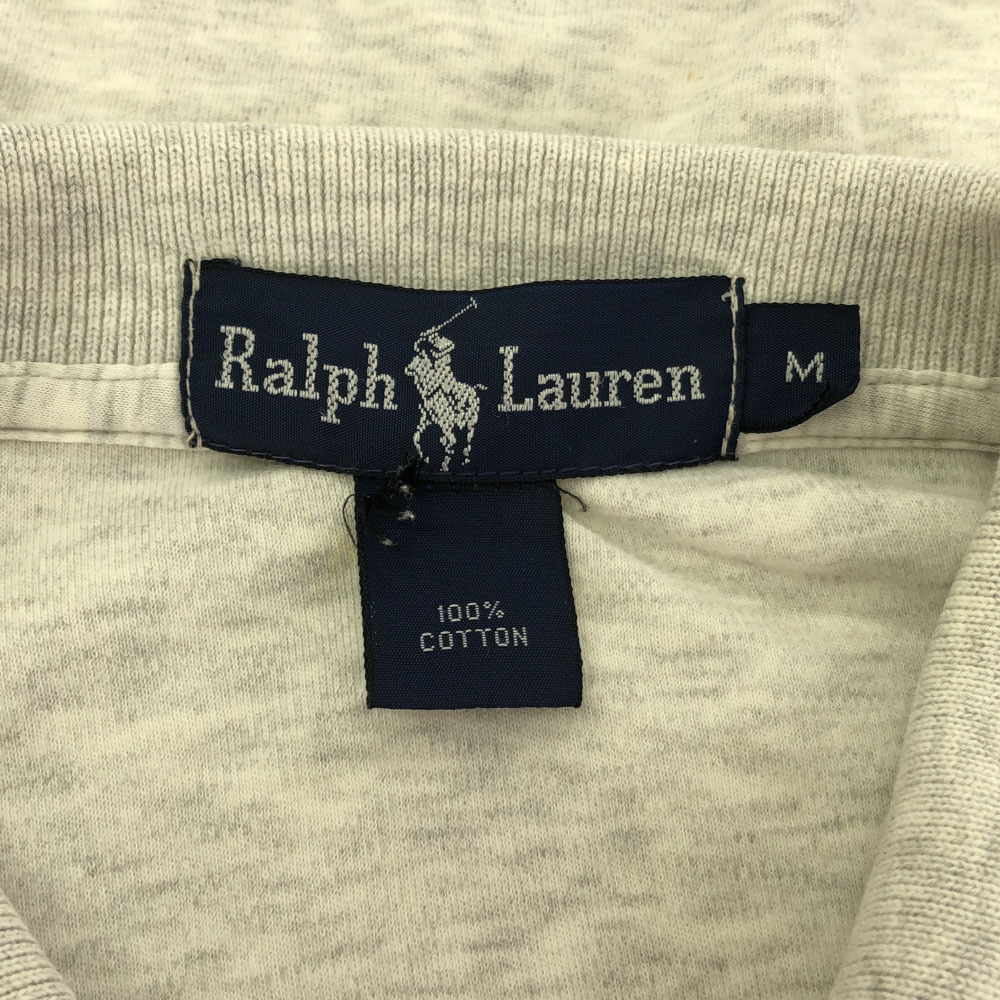 Ralph Lauren
M
100%
COTTON